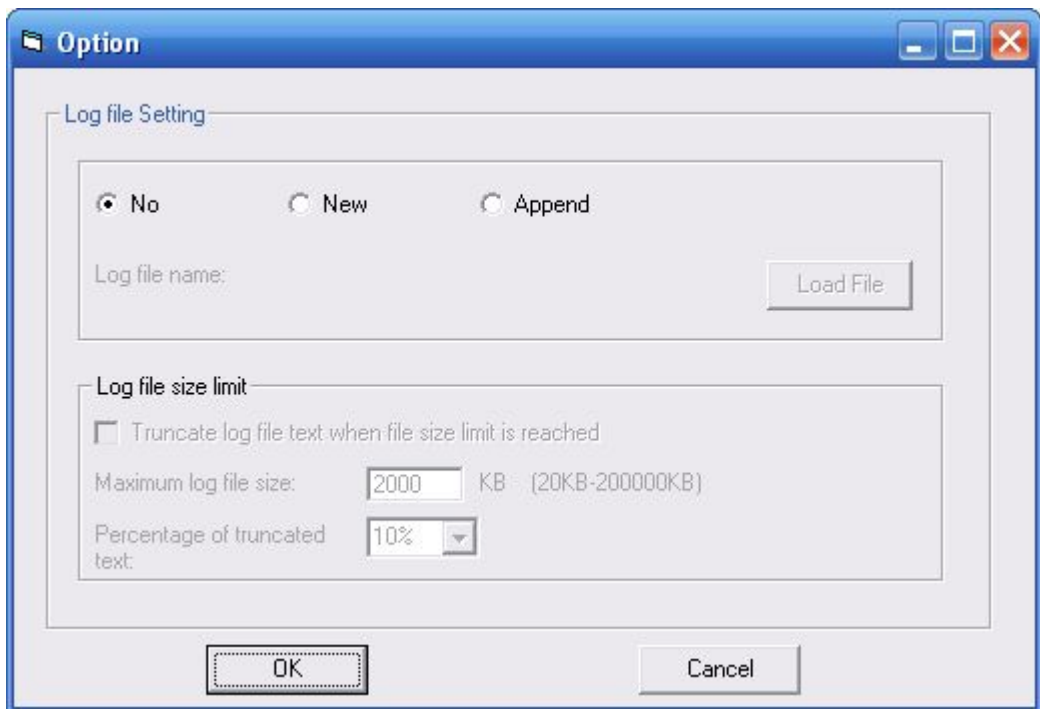 Option
Log file Setting
No New Append
Log file name: Load File
Log file size limit
Truncate log file text when file size limit is reached
Maximum log file size: 2000 KB (20KB-200000KB)
Percentage of truncated 10%
text:
OK Cancel